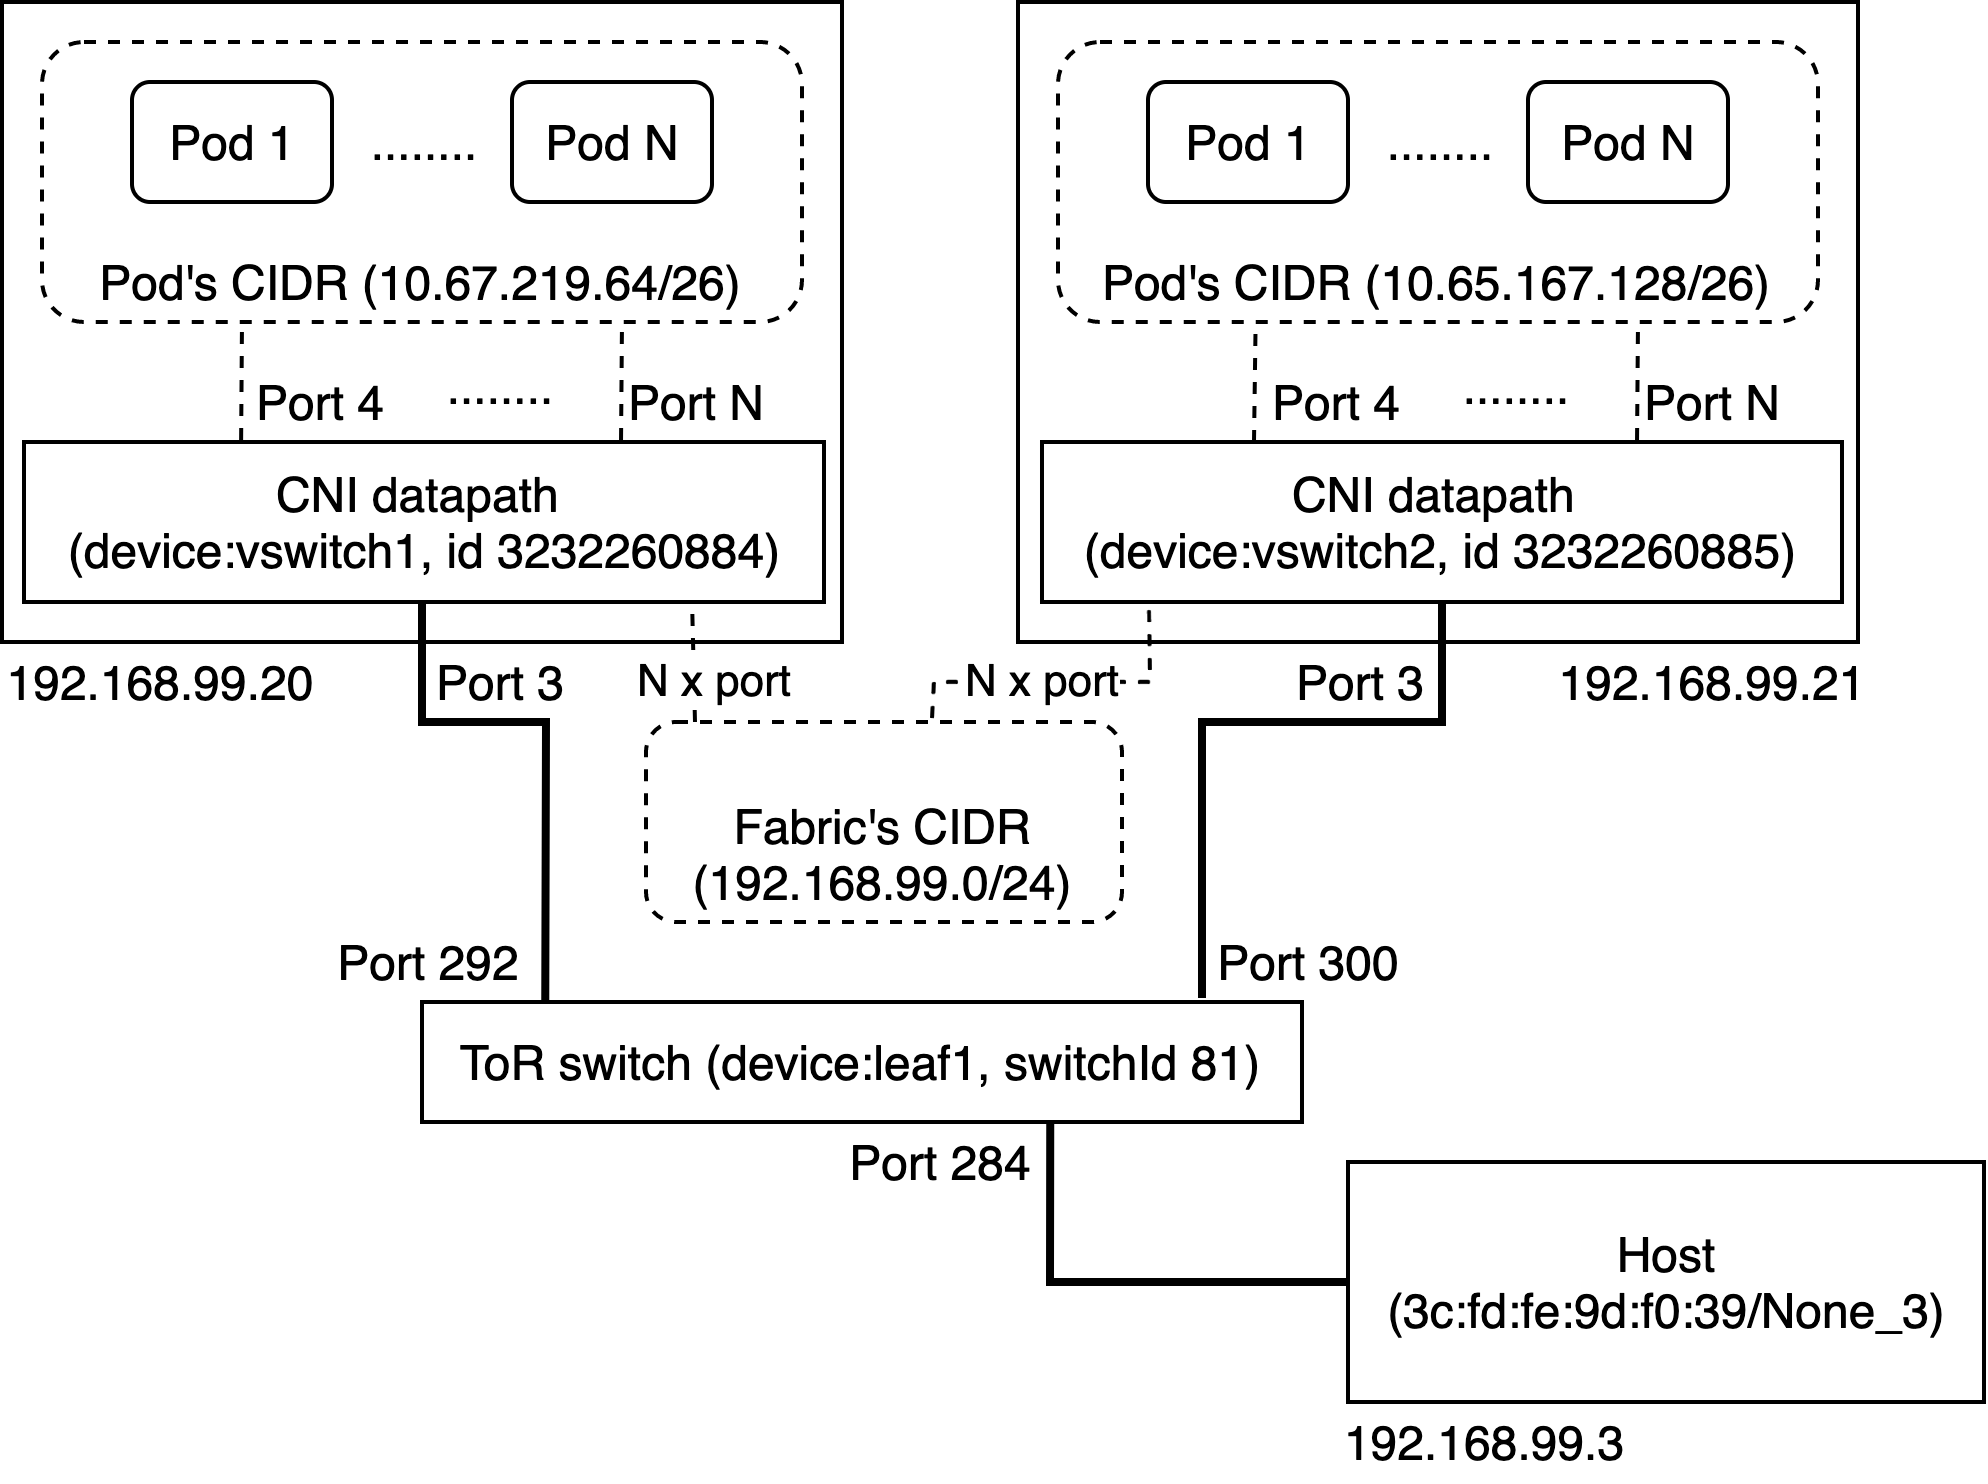 Pod 1
........
Pod N
Pod's CIDR (10.67.219.64/26)
Port 4
........
Port N
CNI datapath
(device:vswitch1, id 3232260884)
192.168.99.20
Port 3
N x port
Pod 1
........
Pod N
Pod's CIDR (10.65.167.128/26)
Port 4
........
Port N
CNI datapath
(device:vswitch2, id 3232260885)
N x port
Port 3
192.168.99.21
Fabric's CIDR
(192.168.99.0/24)
Port 292
Port 300
ToR switch (device:leaf1, switchId 81)
Port 284
Host
(3c:fd:fe:9d:f0:39/None_3)
192.168.99.3